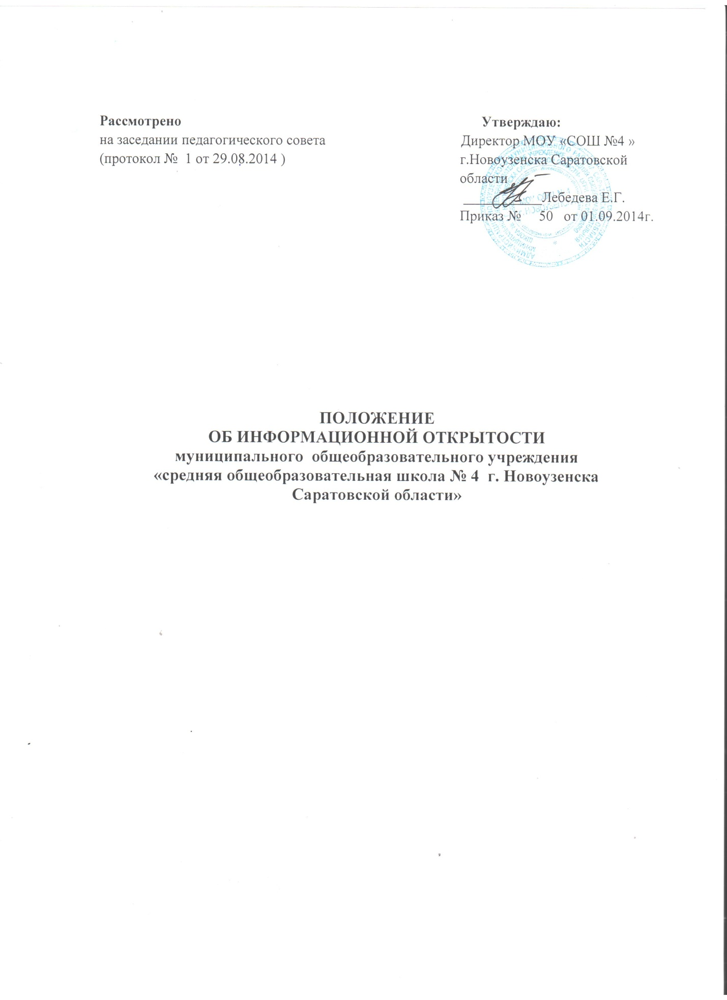 Рассмотрено
на заседании педагогического совета
(протокол № 1 от 29.08.2014 )
Утверждаю:
Директор МОУ «СОШ №4 »
г.Новоузенска Саратовской
области
___________Лебедева Е.Г.
Приказ № 50 от 01.09.2014г.
ПОЛОЖЕНИЕ
ОБ ИНФОРМАЦИОННОЙ ОТКРЫТОСТИ
муниципального общеобразовательного учреждения
«средняя общеобразовательная школа № 4 г. Новоузенска
Саратовской области»